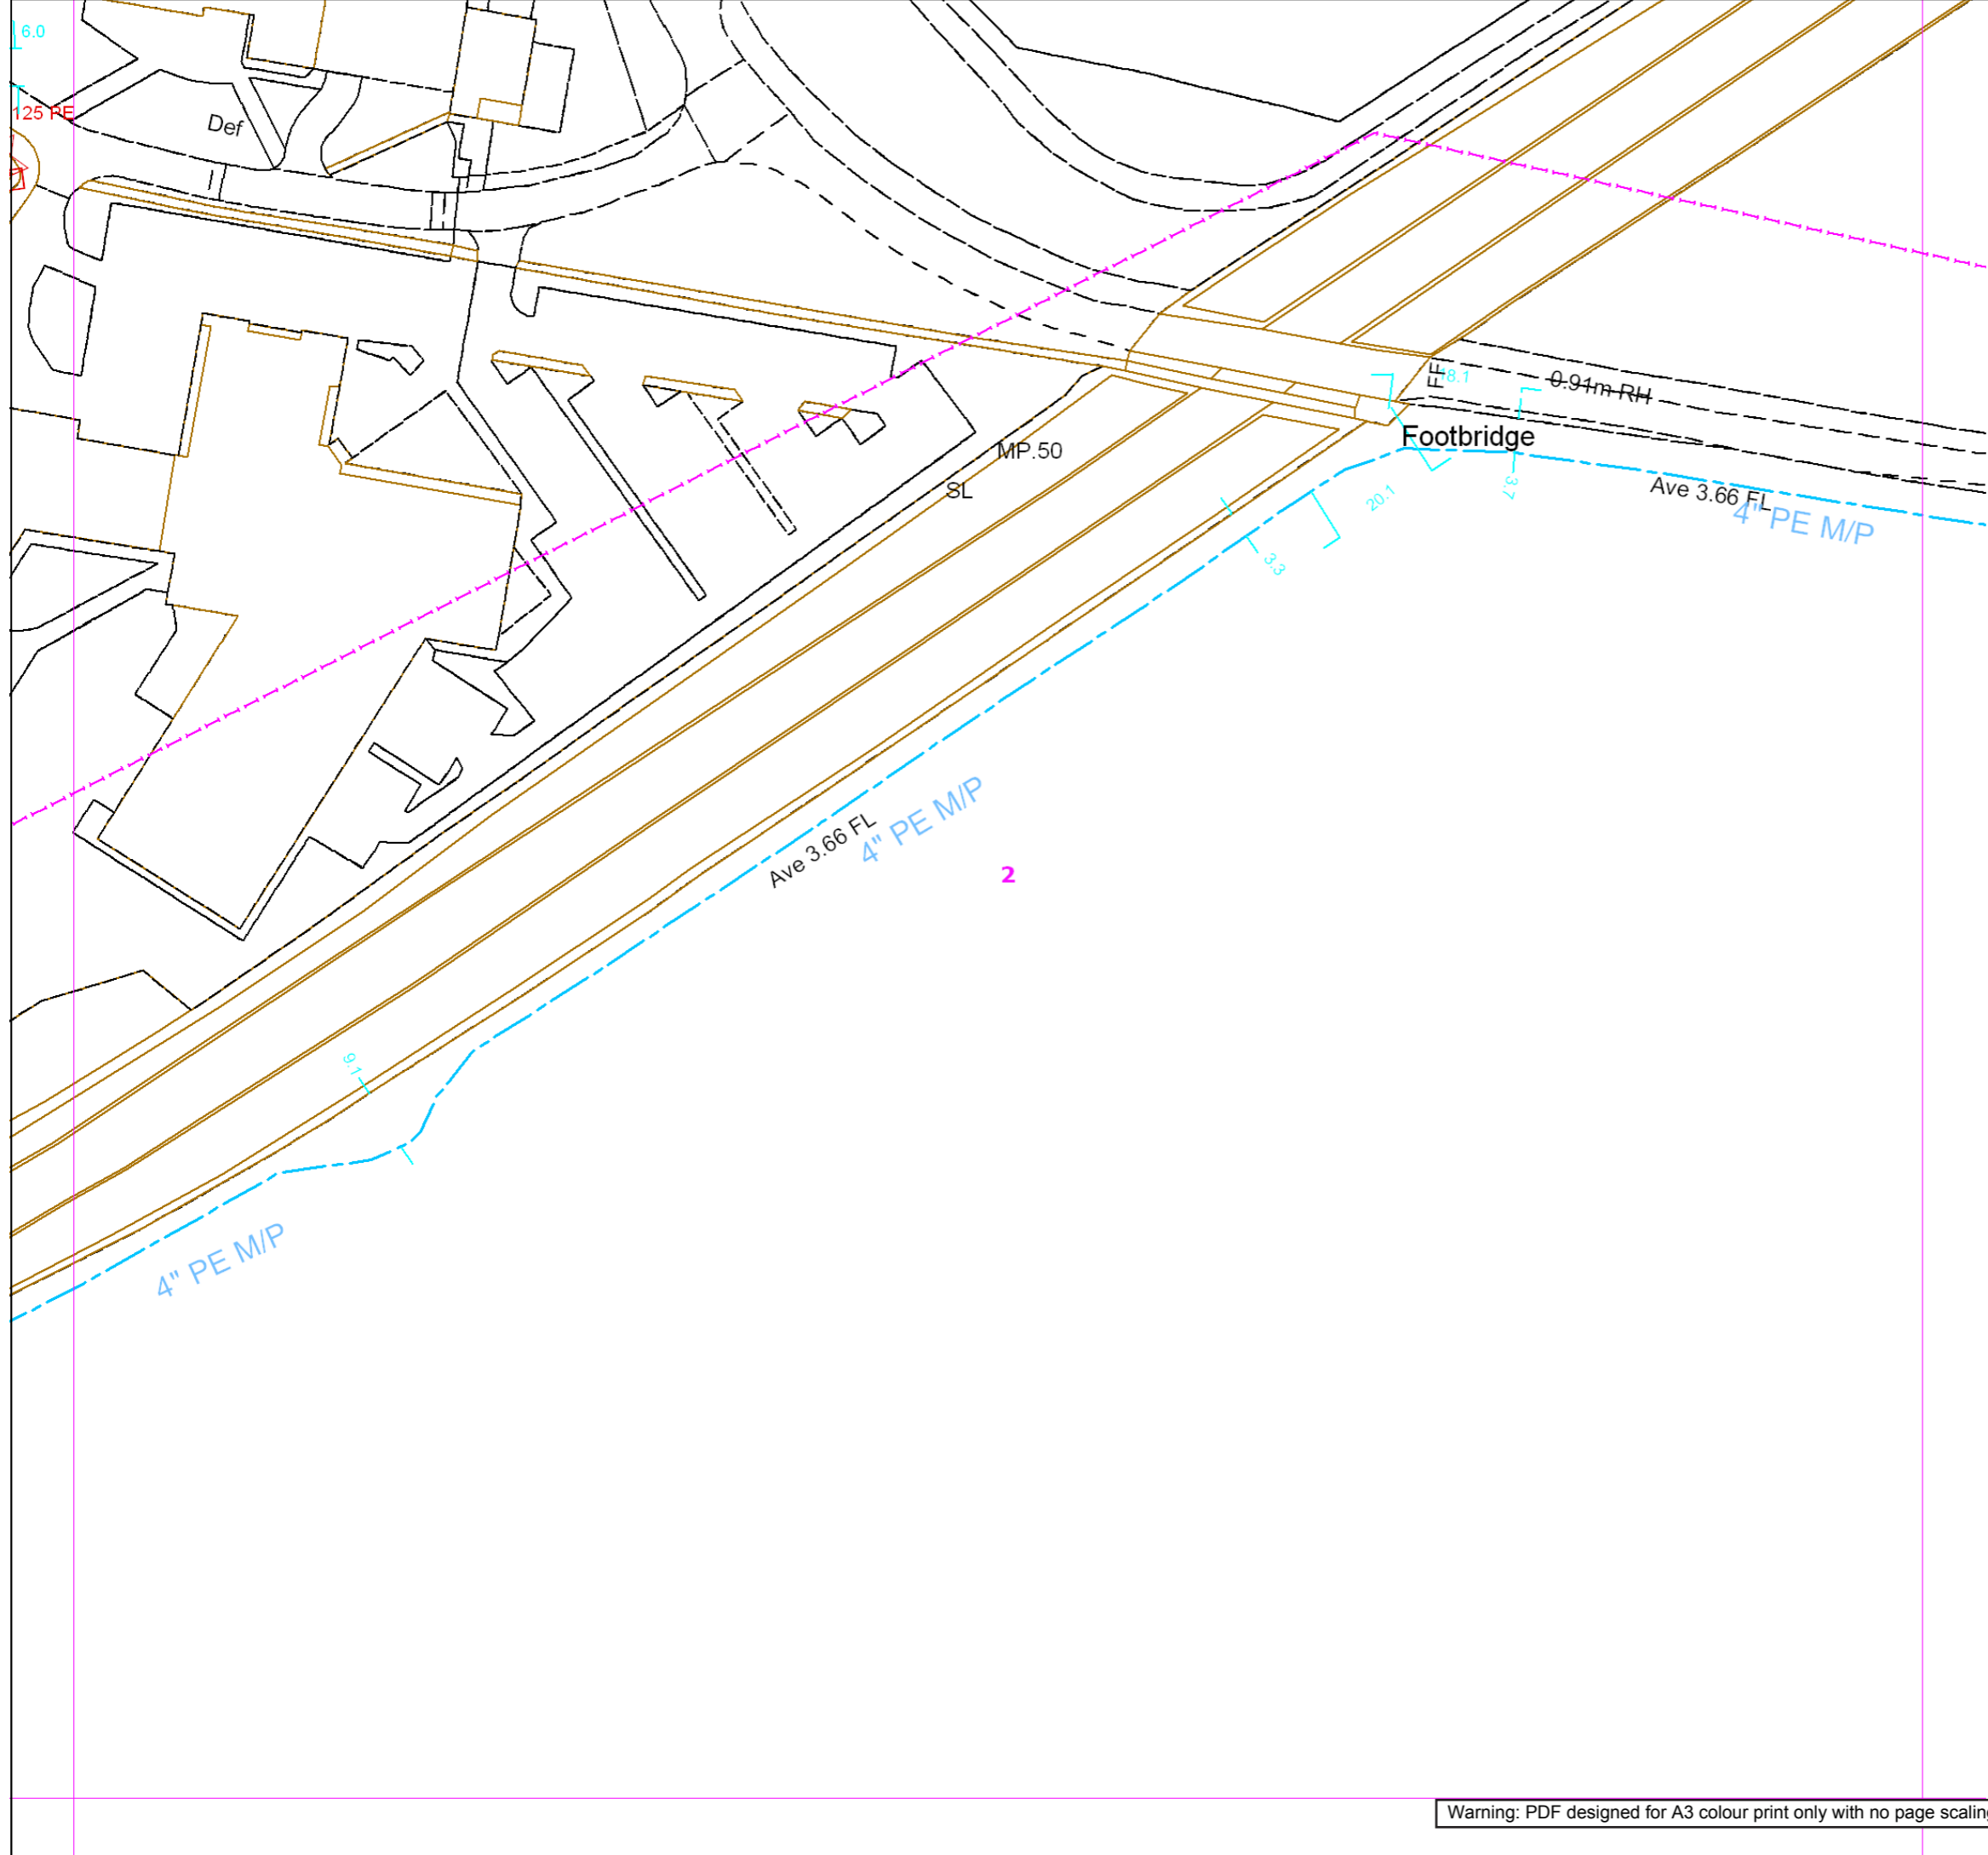 6.0
125 PE
Def
18.1
FF
0.91m RH
Footbridge
MP.50
SL
20.1
3.7
Ave 3.66 FL
4" PE M/P
3.3
Ave 3.66 FL
4" PE M/P
2
9.1
4" PE M/P
Warning: PDF designed for A3 colour print only with no page scaling